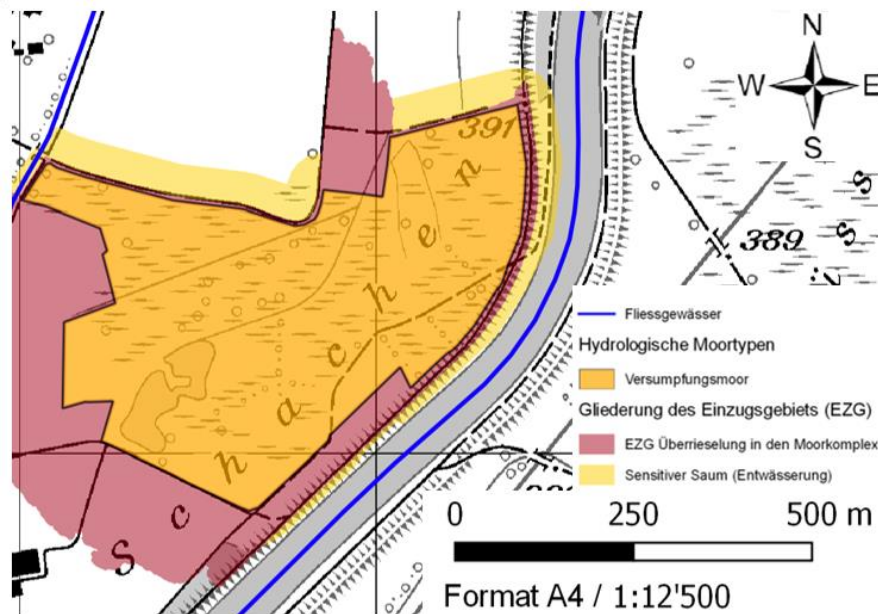 N
W E
S
391
389
Schachen
Fliessgewässer
Hydrologische Moortypen
Versumpfungsmoor
Gliederung des Einzugsgebiets (EZG)
EZG Überrieselung in den Moorkomplex
Sensitiver Saum (Entwässerung)
0 250 500 m
Format A4 / 1:12'500